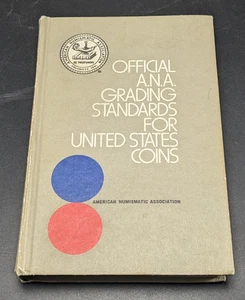 OFFICIAL
A.N.A.
GRADING
STANDARDS
FOR
UNITED STATES
COINS
AMERICAN NUMISMATIC ASSOCIATION